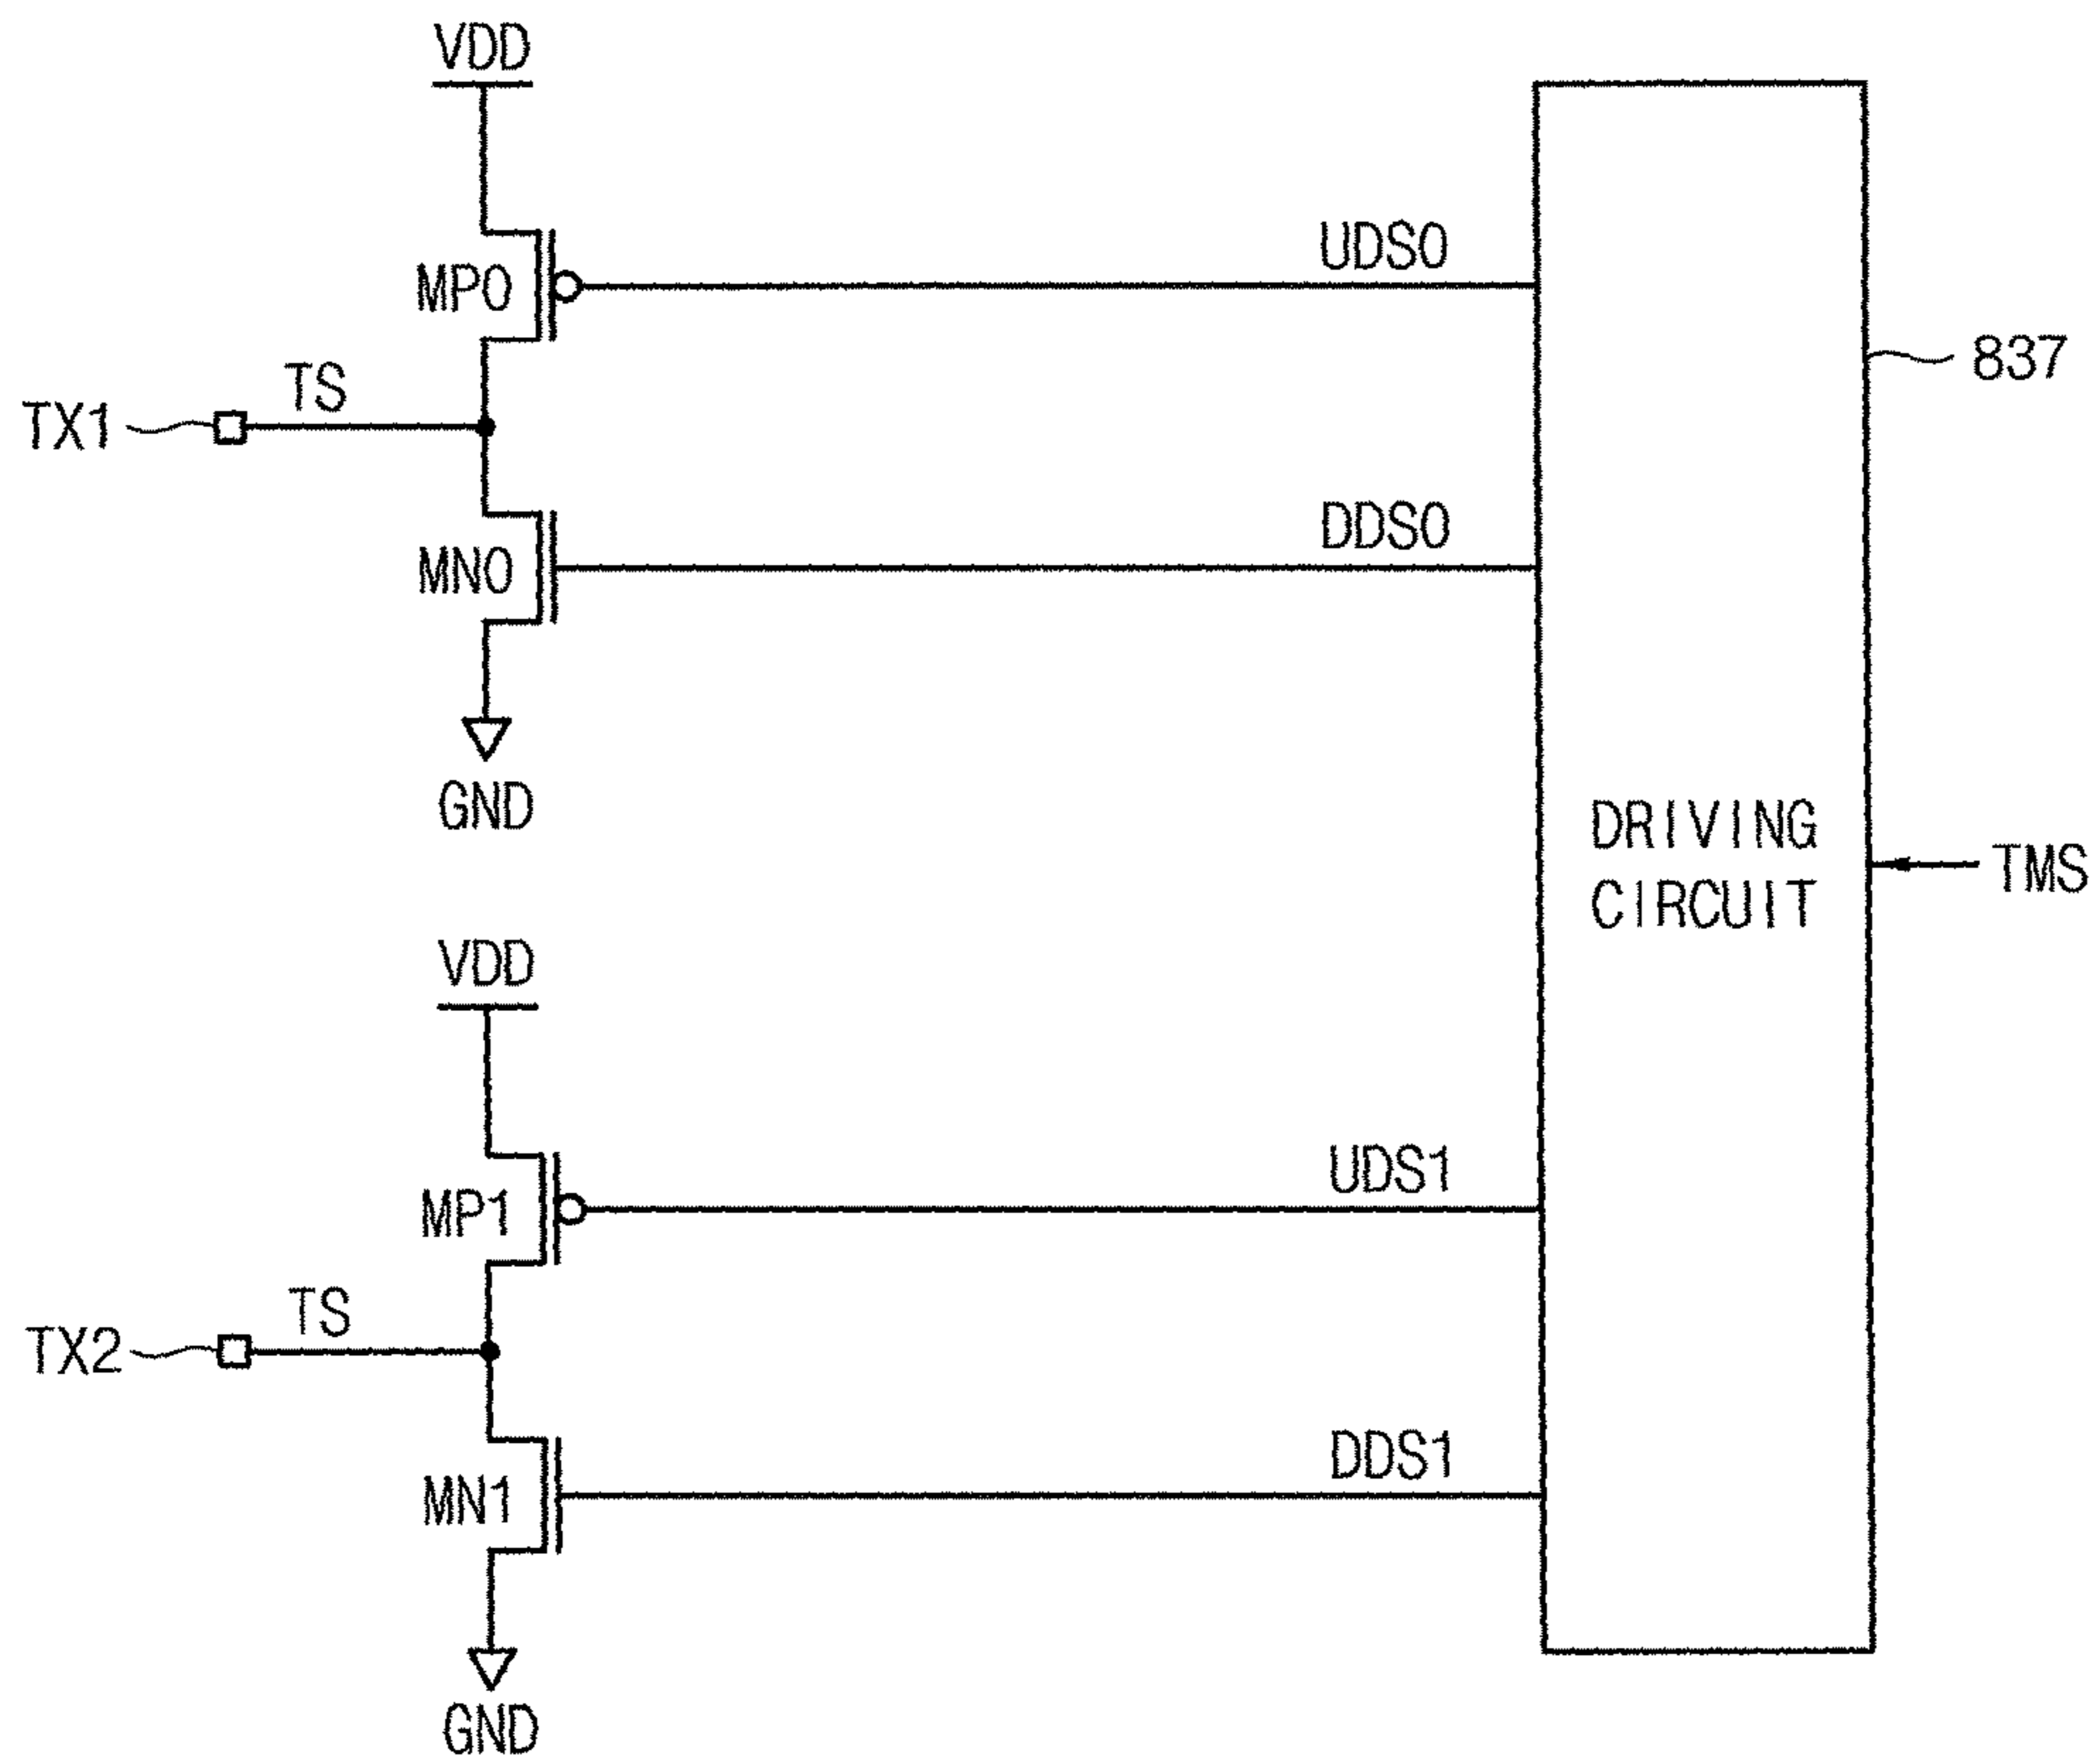 VDD
UDS0
MP0
837
TS
TX1
DDS0
MN0
GND
DRIVING
CIRCUIT
TMS
VDD
UDS1
MP1
TS
TX2
DDS1
MN1
GND